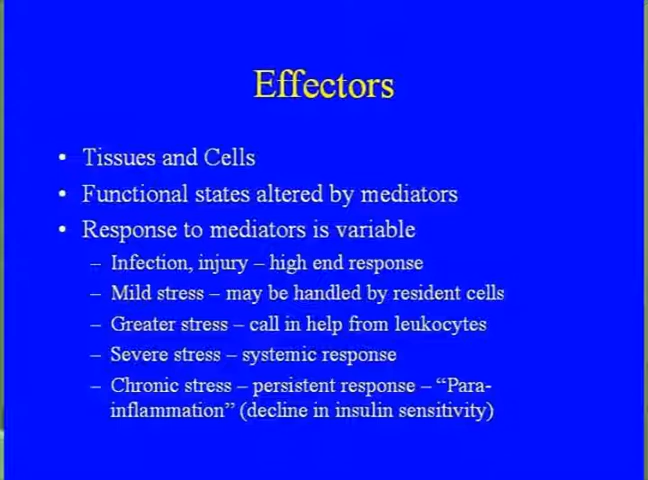 Effectors
• Tissues and Cells
• Functional states altered by mediators
• Response to mediators is variable
– Infection, injury – high end response
– Mild stress – may be handled by resident cells
– Greater stress – call in help from leukocytes
– Severe stress – systemic response
– Chronic stress – persistent response – “Para-
inflammation” (decline in insulin sensitivity)